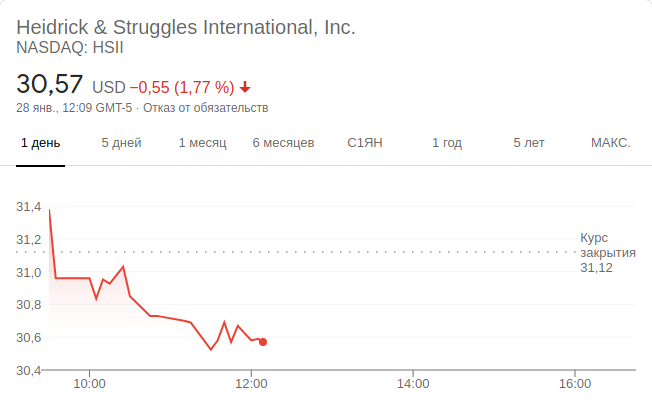 Heidrick & Struggles International, Inc.
NASDAQ: HSII
30,57 USD −0,55 (1,77 %)
28 янв., 12:09 GMT-5 · Отказ от обязательств
1 день 5 дней 1 месяц 6 месяцев С1ЯН 1 год 5 лет МАКС.
31,4
31,2
31,0
30,8
30,6
30,4
Курс
закрытия
31,12
10:00 12:00 14:00 16:00